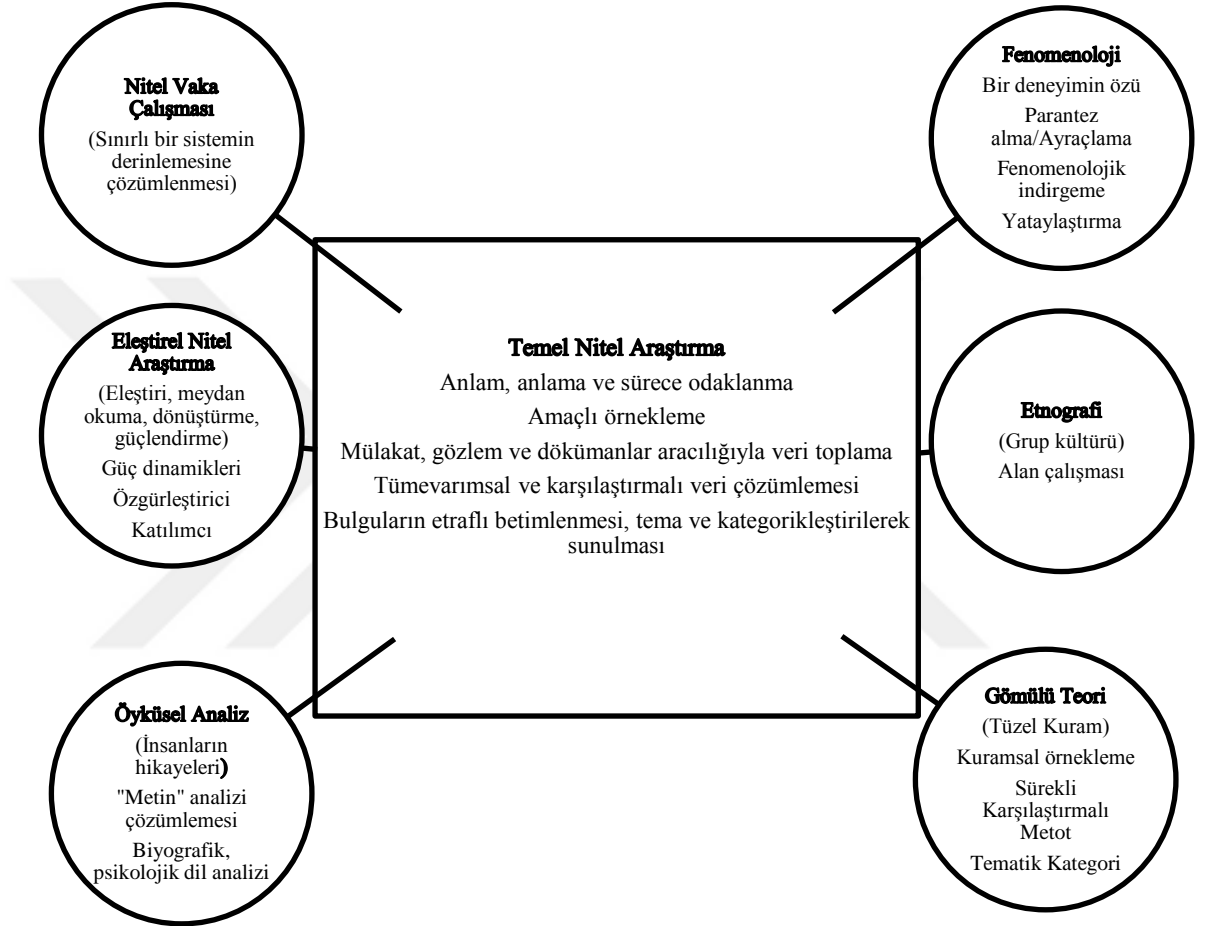 Nitel Vaka
Çalışması
(Sınırlı bir sistemin
derinlemesine
çözümlenmesi)
Fenomenoloji
Bir deneyimin özü
Parantez
alma/Ayraçlama
Fenomenolojik
indirgeme
Yataylaştırma
Eleştirel Nitel
Araştırma
(Eleştiri, meydan
okuma, dönüştürme,
güçlendirme)
Güç dinamikleri
Özgürleştirici
Katılımcı
Temel Nitel Araştırma
Anlam, anlama ve sürece odaklanma
Amaçlı örnekleme
Mülakat, gözlem ve dökümanlar aracılığıyla veri toplama
Tümevarımsal ve karşılaştırmalı veri çözümlemesi
Bulguların etraflı betimlenmesi, tema ve kategorikleştirilerek
sunulması
Etnografi
(Grup kültürü)
Alan çalışması
Öyküsel Analiz
(İnsanların
hikayeleri)
"Metin" analizi
çözümlemesi
Biyografik,
psikolojik dil analizi
Gömülü Teori
(Tüzel Kuram)
Kuramsal örnekleme
Sürekli
Karşılaştırmalı
Metot
Tematik Kategori